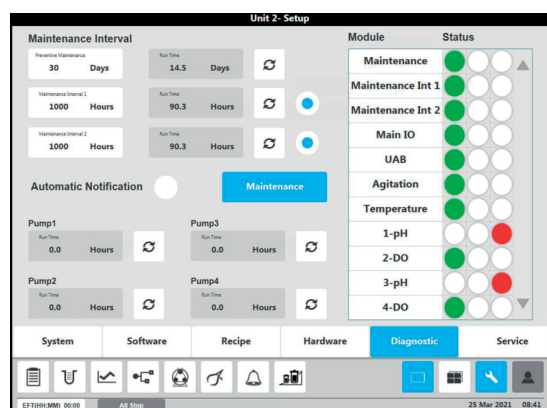 Unit 2- Setup
Maintenance Interval
Preventive Maintenance
30 Days
Run Time
14.5 Days
Maintenance Interval 1
1000 Hours
Run Time
90.3 Hours
Maintenance Interval 2
1000 Hours
Run Time
90.3 Hours
Automatic Notification
Maintenance
Pump1
Run Time
0.0 Hours
Pump3
Run Time
0.0 Hours
Pump2
Run Time
0.0 Hours
Pump4
Run Time
0.0 Hours
Module Status
Maintenance
Maintenance Int 1
Maintenance Int 2
Main IO
UAB
Agitation
Temperature
1-pH
2-DO
3-pH
4-DO
System Software Recipe Hardware Diagnostic Service
EFT(HH:MM) 00:00 All Stop 25 Mar 2021 08:41